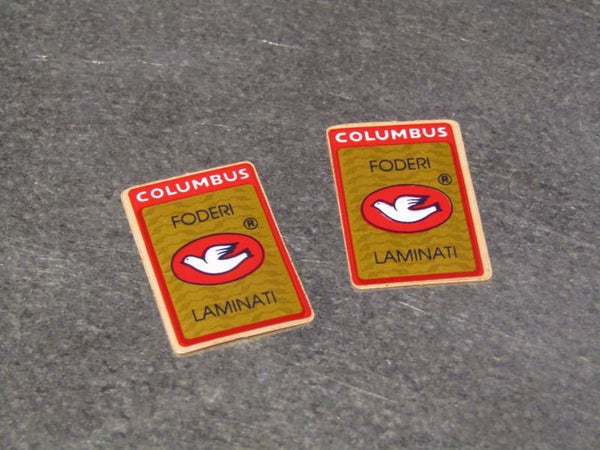 COLUMBUS
FODERI
®
LAMINATI
COLUMBUS
FODERI
®
LAMINATI